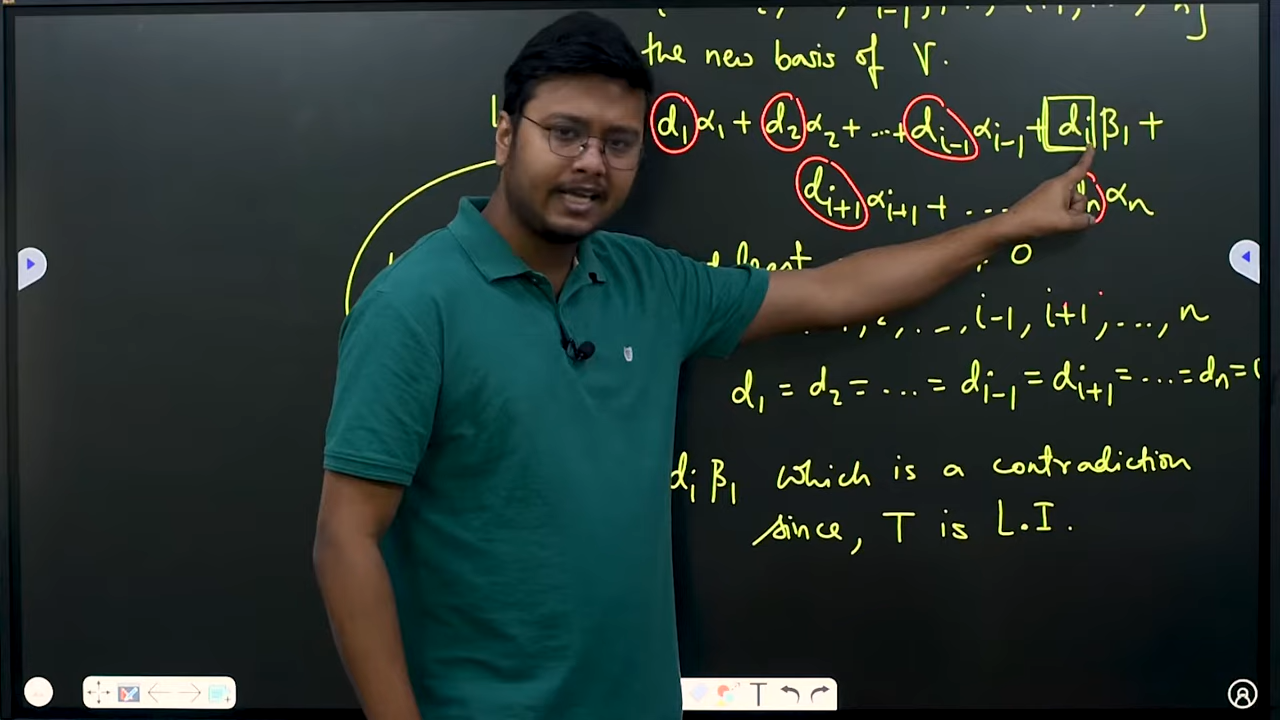 the new basis of V.
d₁α₁ + d₂α₂ + ... + dᵢ₋₁αᵢ₋₁ + dᵢβ₁ +
dᵢ₊₁αᵢ₊₁ + .... αₙ
0
i-1, i+1, ..., n
d₁ = d₂ = ... = dᵢ₋₁ = dᵢ₊₁ = ... = dₙ =
dᵢβ₁ which is a contradiction
since, T is L.I.
T